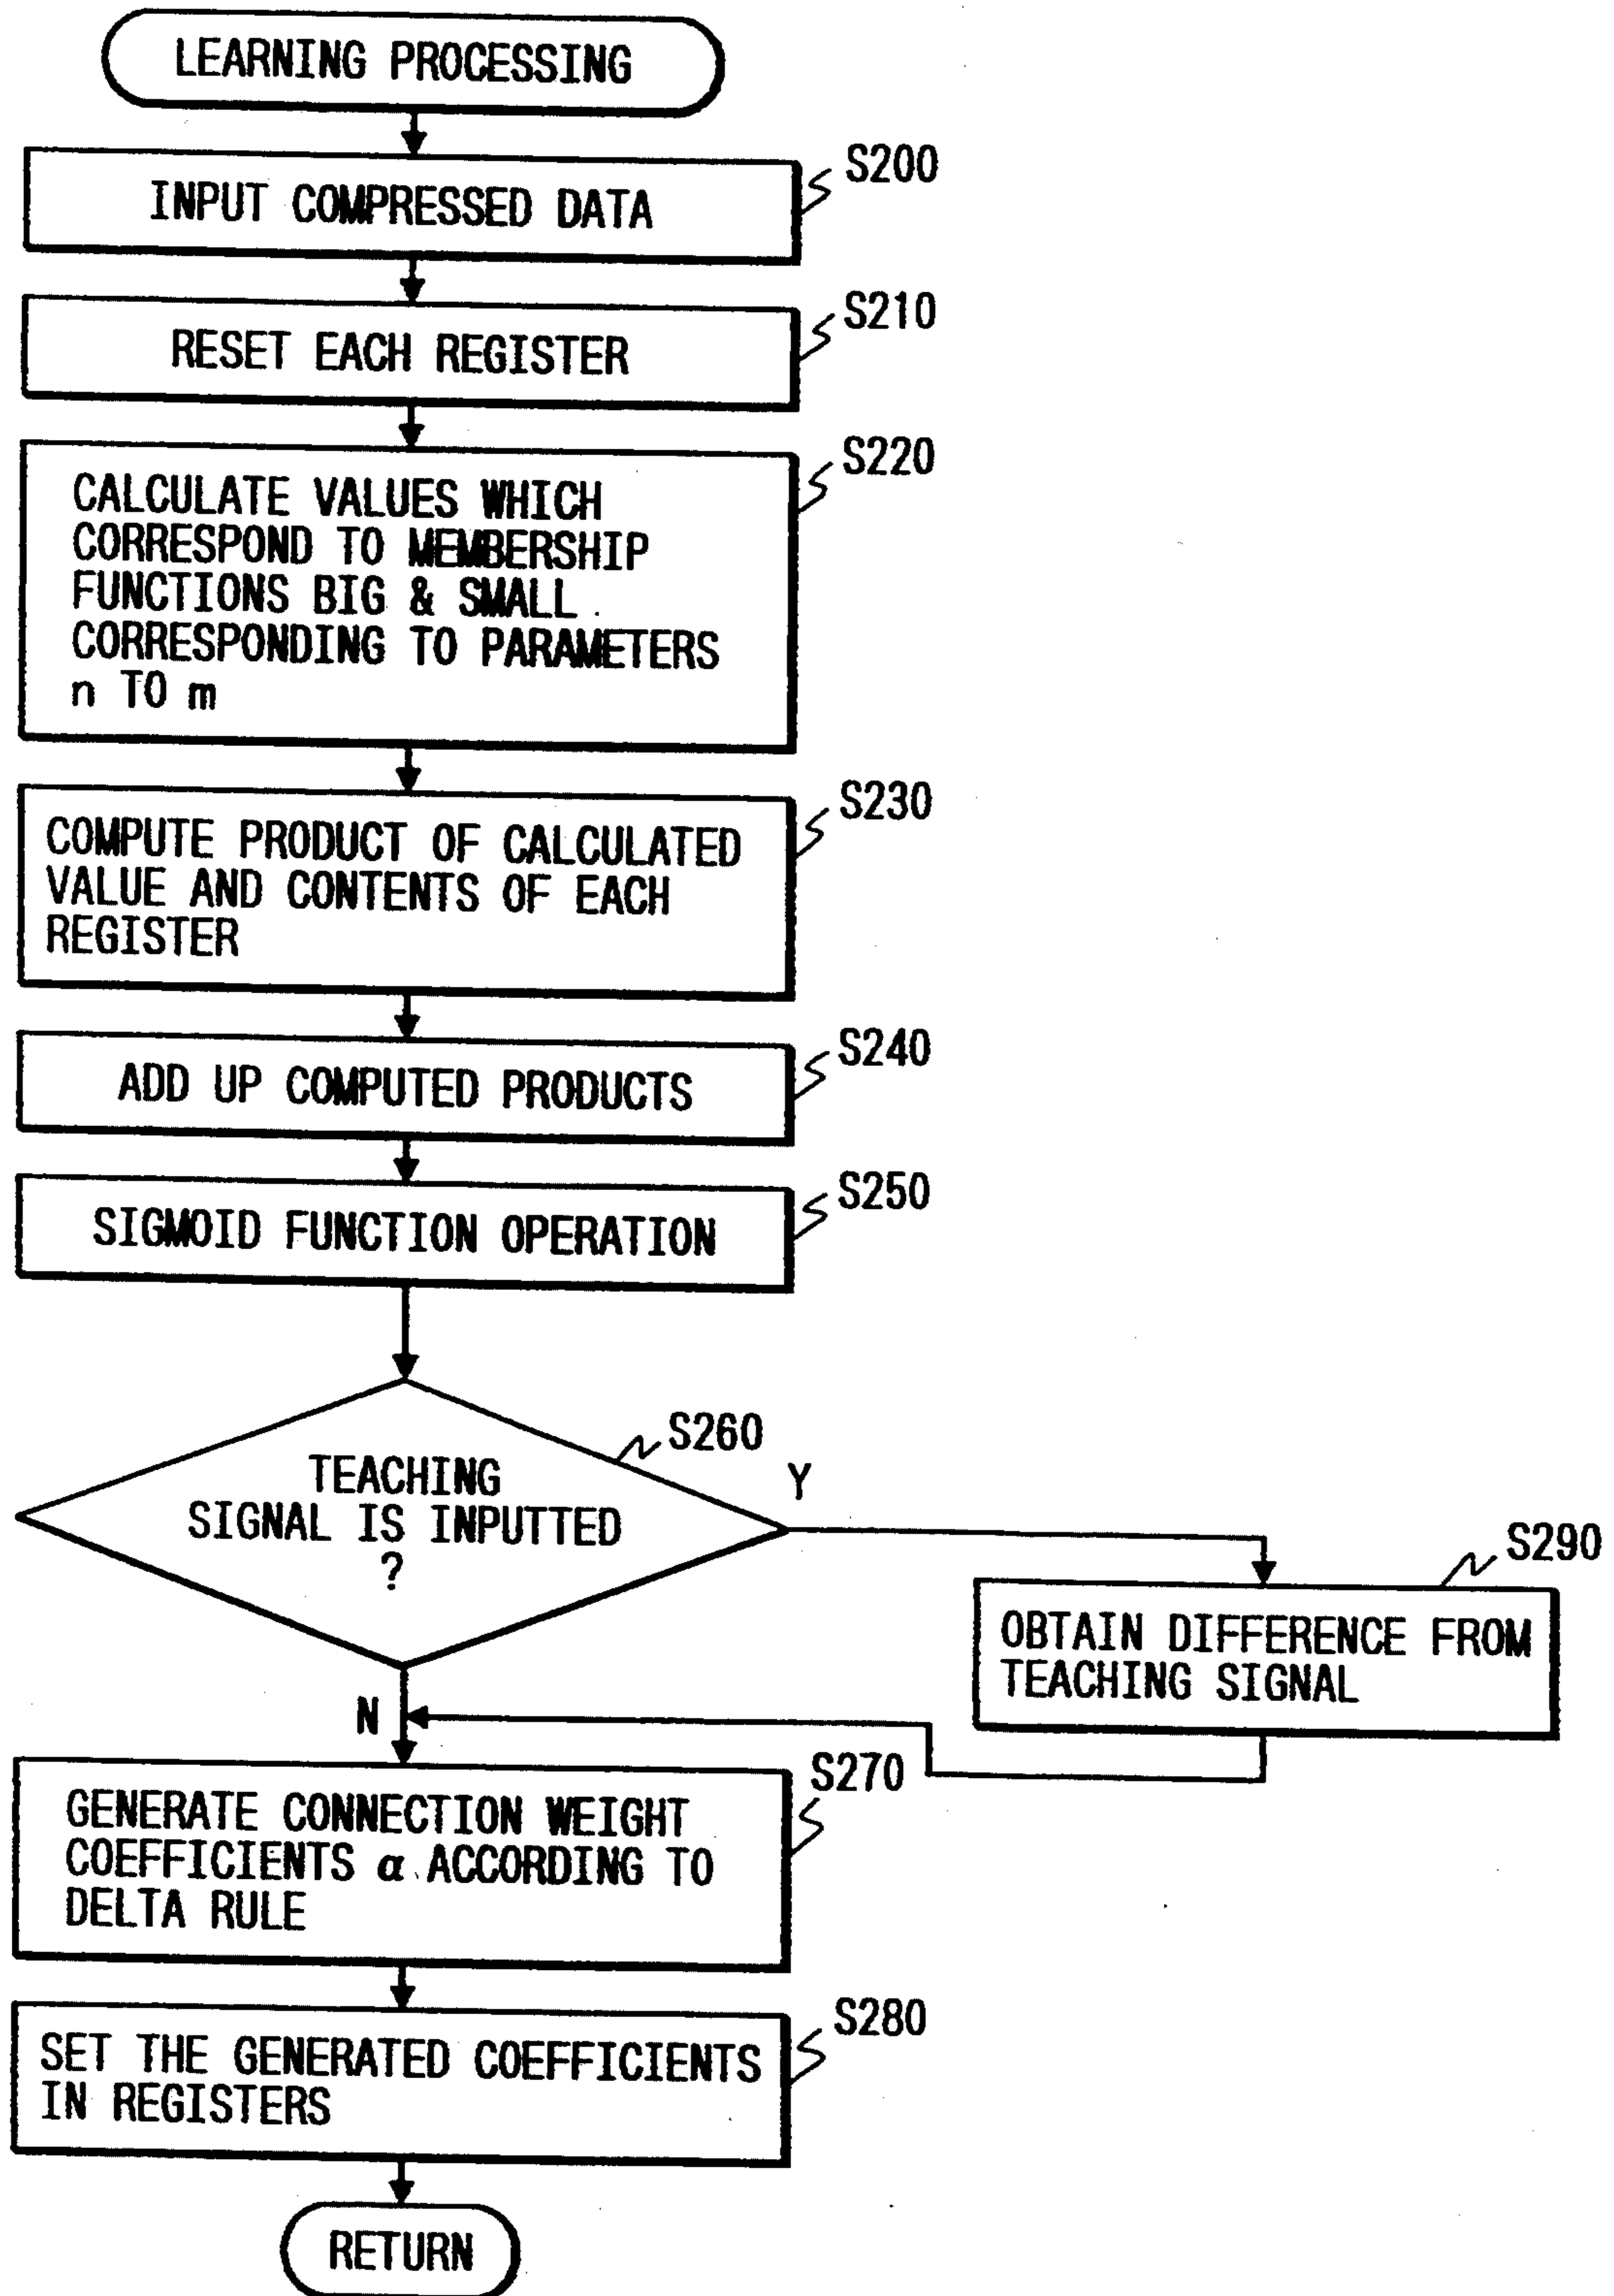 LEARNING PROCESSING
S200
INPUT COMPRESSED DATA
S210
RESET EACH REGISTER
S220
CALCULATE VALUES WHICH
CORRESPOND TO MEMBERSHIP
FUNCTIONS BIG & SMALL
CORRESPONDING TO PARAMETERS
n TO m
S230
COMPUTE PRODUCT OF CALCULATED
VALUE AND CONTENTS OF EACH
REGISTER
S240
ADD UP COMPUTED PRODUCTS
S250
SIGMOID FUNCTION OPERATION
S260
TEACHING
SIGNAL IS INPUTTED
?
Y
S290
OBTAIN DIFFERENCE FROM
TEACHING SIGNAL
N
S270
GENERATE CONNECTION WEIGHT
COEFFICIENTS α ACCORDING TO
DELTA RULE
S280
SET THE GENERATED COEFFICIENTS
IN REGISTERS
RETURN